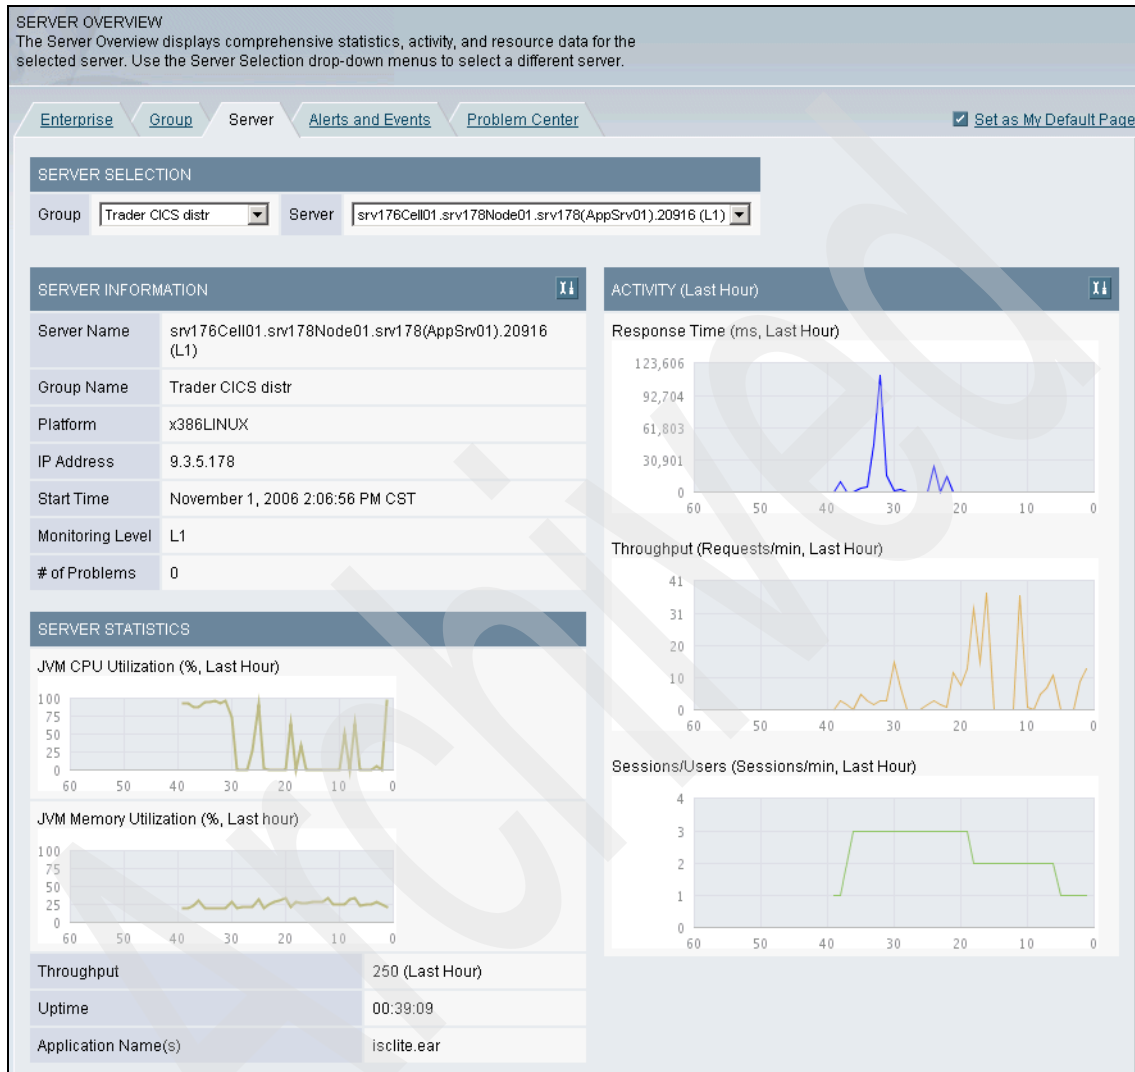 SERVER OVERVIEW
The Server Overview displays comprehensive statistics, activity, and resource data for the
selected server. Use the Server Selection drop-down menus to select a different server.
Enterprise Group Server Alerts and Events Problem Center Set as My Default Page
SERVER SELECTION
Group Trader CICS distr Server srv176Cell01.srv178Node01.srv178(AppSrv01).20916 (L1)
SERVER INFORMATION
Server Name srv176Cell01.srv178Node01.srv178(AppSrv01).20916
(L1)
Group Name Trader CICS distr
Platform x386LINUX
IP Address 9.3.5.178
Start Time November 1, 2006 2:06:56 PM CST
Monitoring Level L1
# of Problems 0
SERVER STATISTICS
JVM CPU Utilization (%, Last Hour)
100
75
50
25
0
60 50 40 30 20 10 0
JVM Memory Utilization (%, Last hour)
100
75
50
25
0
60 50 40 30 20 10 0
Throughput 250 (Last Hour)
Uptime 00:39:09
Application Name(s) isclite.ear
ACTIVITY (Last Hour)
Response Time (ms, Last Hour)
123,606
92,704
61,803
30,901
0
60 50 40 30 20 10 0
Throughput (Requests/min, Last Hour)
41
31
20
10
0
60 50 40 30 20 10 0
Sessions/Users (Sessions/min, Last Hour)
4
3
2
1
0
60 50 40 30 20 10 0
Archived